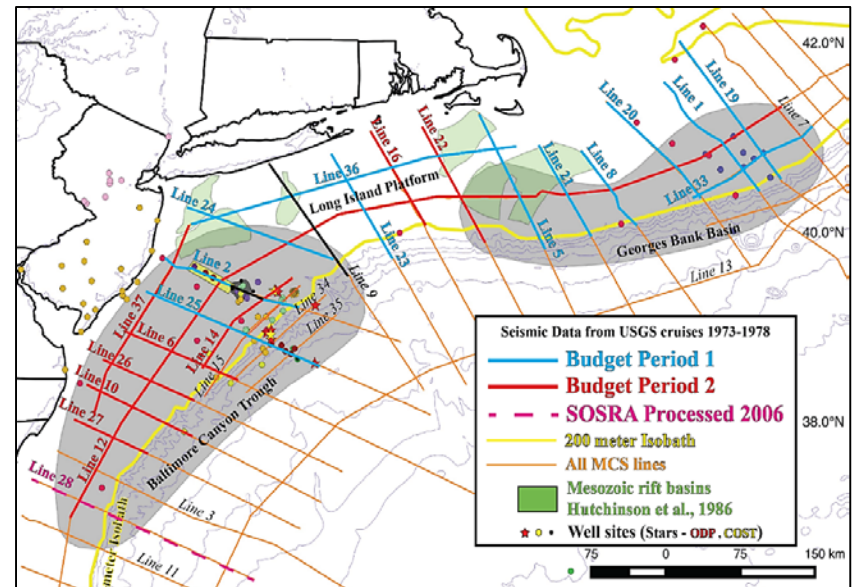 42.0°N
Line 19
Line 1
Line 20
Line 7
Line 16
Line 22
Line 36
Line 24
Long Island Platform
Line 21
Line 8
Line 33
40.0°N
Georges Bank Basin
Line 5
Line 23
Line 13
Line 2
Line 9
Line 25
Line 34
Line 35
Line 37
Line 6
Line 14
Line 15
Line 26
Line 10
Line 27
Line 12
Baltimore Canyon Trough
38.0°N
Line 28
Line 3
Line 11
meter Isobath
Seismic Data from USGS cruises 1973-1978
Budget Period 1
Budget Period 2
SOSRA Processed 2006
200 meter Isobath
All MCS lines
Mesozoic rift basins
Hutchinson et al., 1986
Well sites (Stars - ODP . COST)
75 0 75 150 km